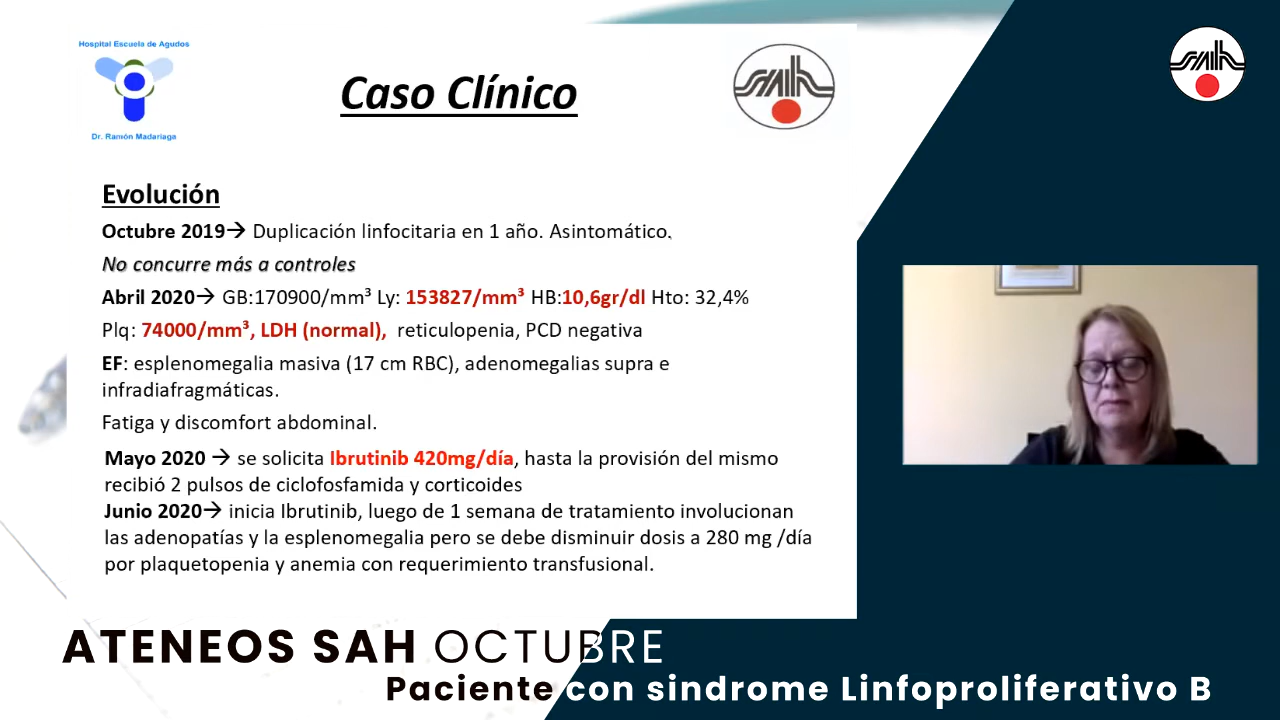 Hospital Escuela de Agudos
Dr. Ramón Madariaga
Caso Clínico
Evolución
Octubre 2019→ Duplicación linfocitaria en 1 año. Asintomático.
No concurre más a controles
Abril 2020→ GB:170900/mm³ Ly: 153827/mm³ HB:10,6gr/dl Hto: 32,4%
Plq: 74000/mm³, LDH (normal), reticulopenia, PCD negativa
EF: esplenomegalia masiva (17 cm RBC), adenomegalias supra e
infradiafragmáticas.
Fatiga y discomfort abdominal.
Mayo 2020 → se solicita Ibrutinib 420mg/día, hasta la provisión del mismo
recibió 2 pulsos de ciclofosfamida y corticoides
Junio 2020→ inicia Ibrutinib, luego de 1 semana de tratamiento involucionan
las adenopatías y la esplenomegalia pero se debe disminuir dosis a 280 mg /día
por plaquetopenia y anemia con requerimiento transfusional.
ATENEOS SAH OCTUBRE
Paciente con sindrome Linfoproliferativo B